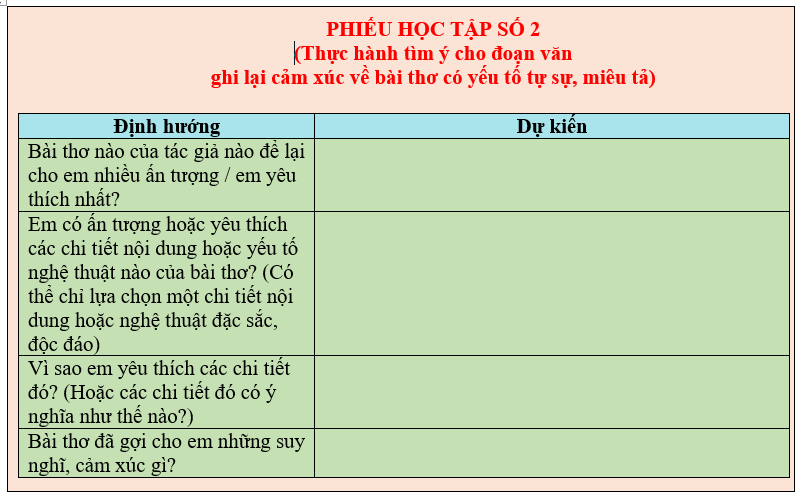 PHIẾU HỌC TẬP SỐ 2
(Thực hành tìm ý cho đoạn văn
ghi lại cảm xúc về bài thơ có yếu tố tự sự, miêu tả)
Định hướng
Dự kiến
Bài thơ nào của tác giả nào để lại
cho em nhiều ấn tượng / em yêu
thích nhất?
Em có ấn tượng hoặc yêu thích
các chi tiết nội dung hoặc yếu tố
nghệ thuật nào của bài thơ? (Có
thể chỉ lựa chọn một chi tiết nội
dung hoặc nghệ thuật đặc sắc,
độc đáo)
Vì sao em yêu thích các chi tiết
đó? (Hoặc các chi tiết đó có ý
nghĩa như thế nào?)
Bài thơ đã gợi cho em những suy
nghĩ, cảm xúc gì?